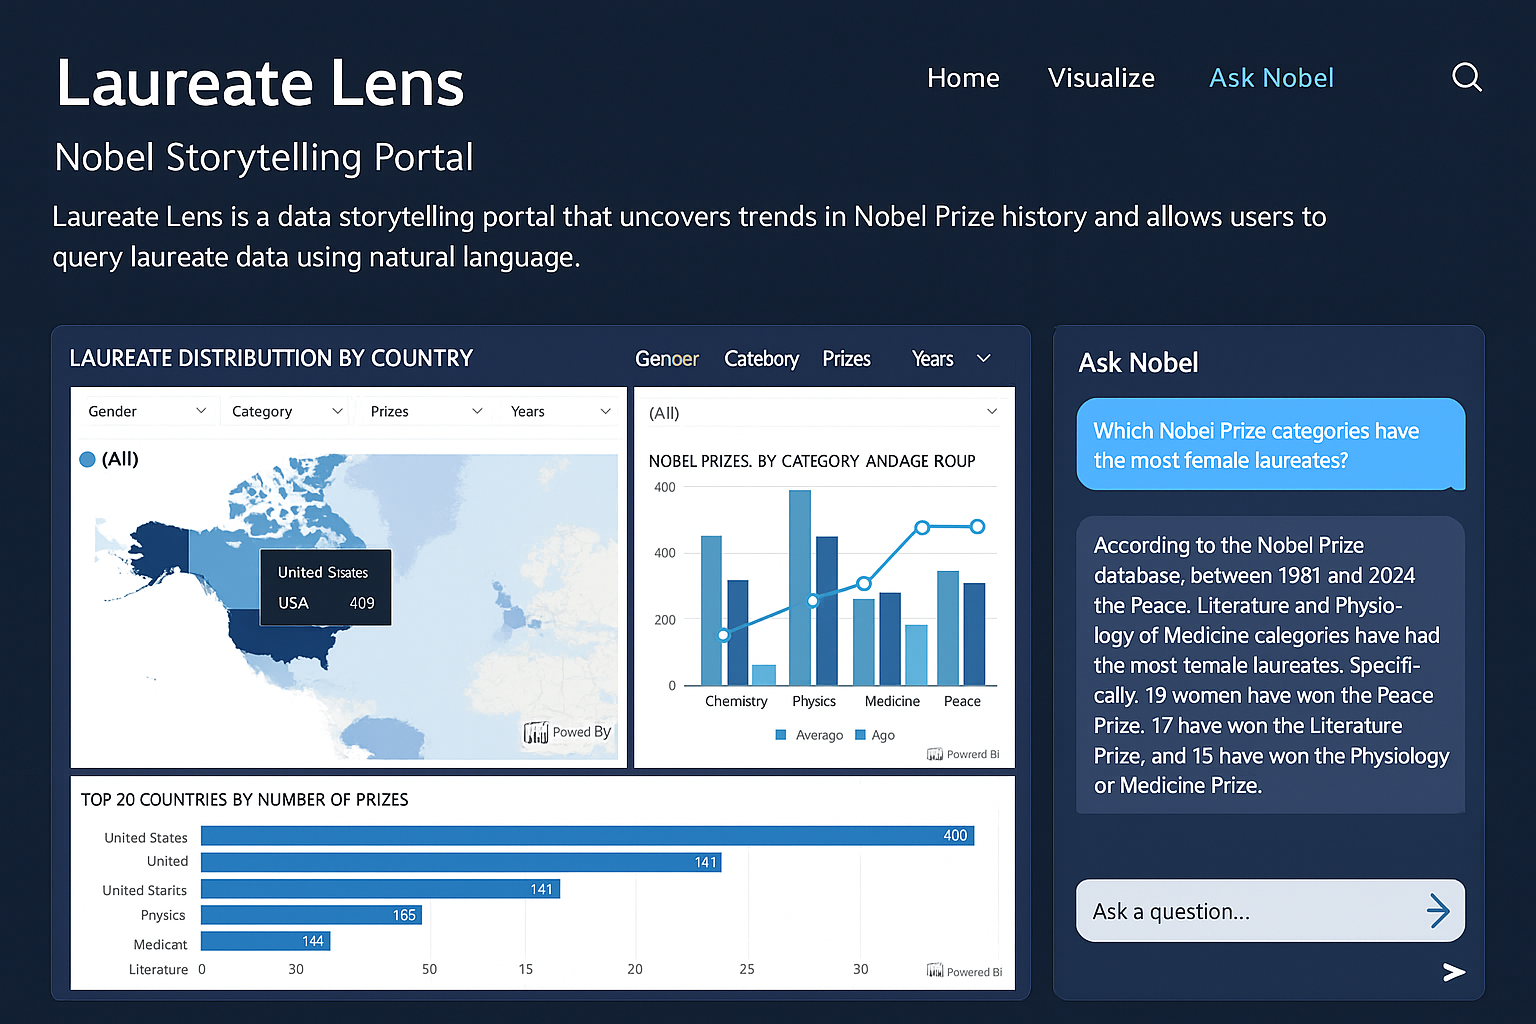 Laureate Lens
Home Visualize Ask Nobel
Nobel Storytelling Portal
Laureate Lens is a data storytelling portal that uncovers trends in Nobel Prize history and allows users to
query laureate data using natural language.
LAUREATE DISTRIBUTTION BY COUNTRY
Genoer Catebory Prizes Years
Gender Category Prizes Years
(All)
United Sisates
USA 409
Powed By
(All)
NOBEL PRIZES. BY CATEGORY ANDAGE ROUP
400
400
200
0
Chemistry Physics Medicine Peace
Averago Ago
Powrerd Bi
TOP 20 COUNTRIES BY NUMBER OF PRIZES
United States 400
United 141
United Starits 141
Pnysics 165
Medicant 144
Literature 0 30 50 15 20 25 30
Powered Bi
Ask Nobel
Which Nobei Prize categories have
the most female laureates?
According to the Nobel Prize
database, between 1981 and 2024
the Peace. Literature and Physio-
logy of Medicine calegories have had
the most temale laureates. Specifi-
cally. 19 women have won the Peace
Prize. 17 have won the Literature
Prize, and 15 have won the Physiology
or Medicine Prize.
Ask a question...